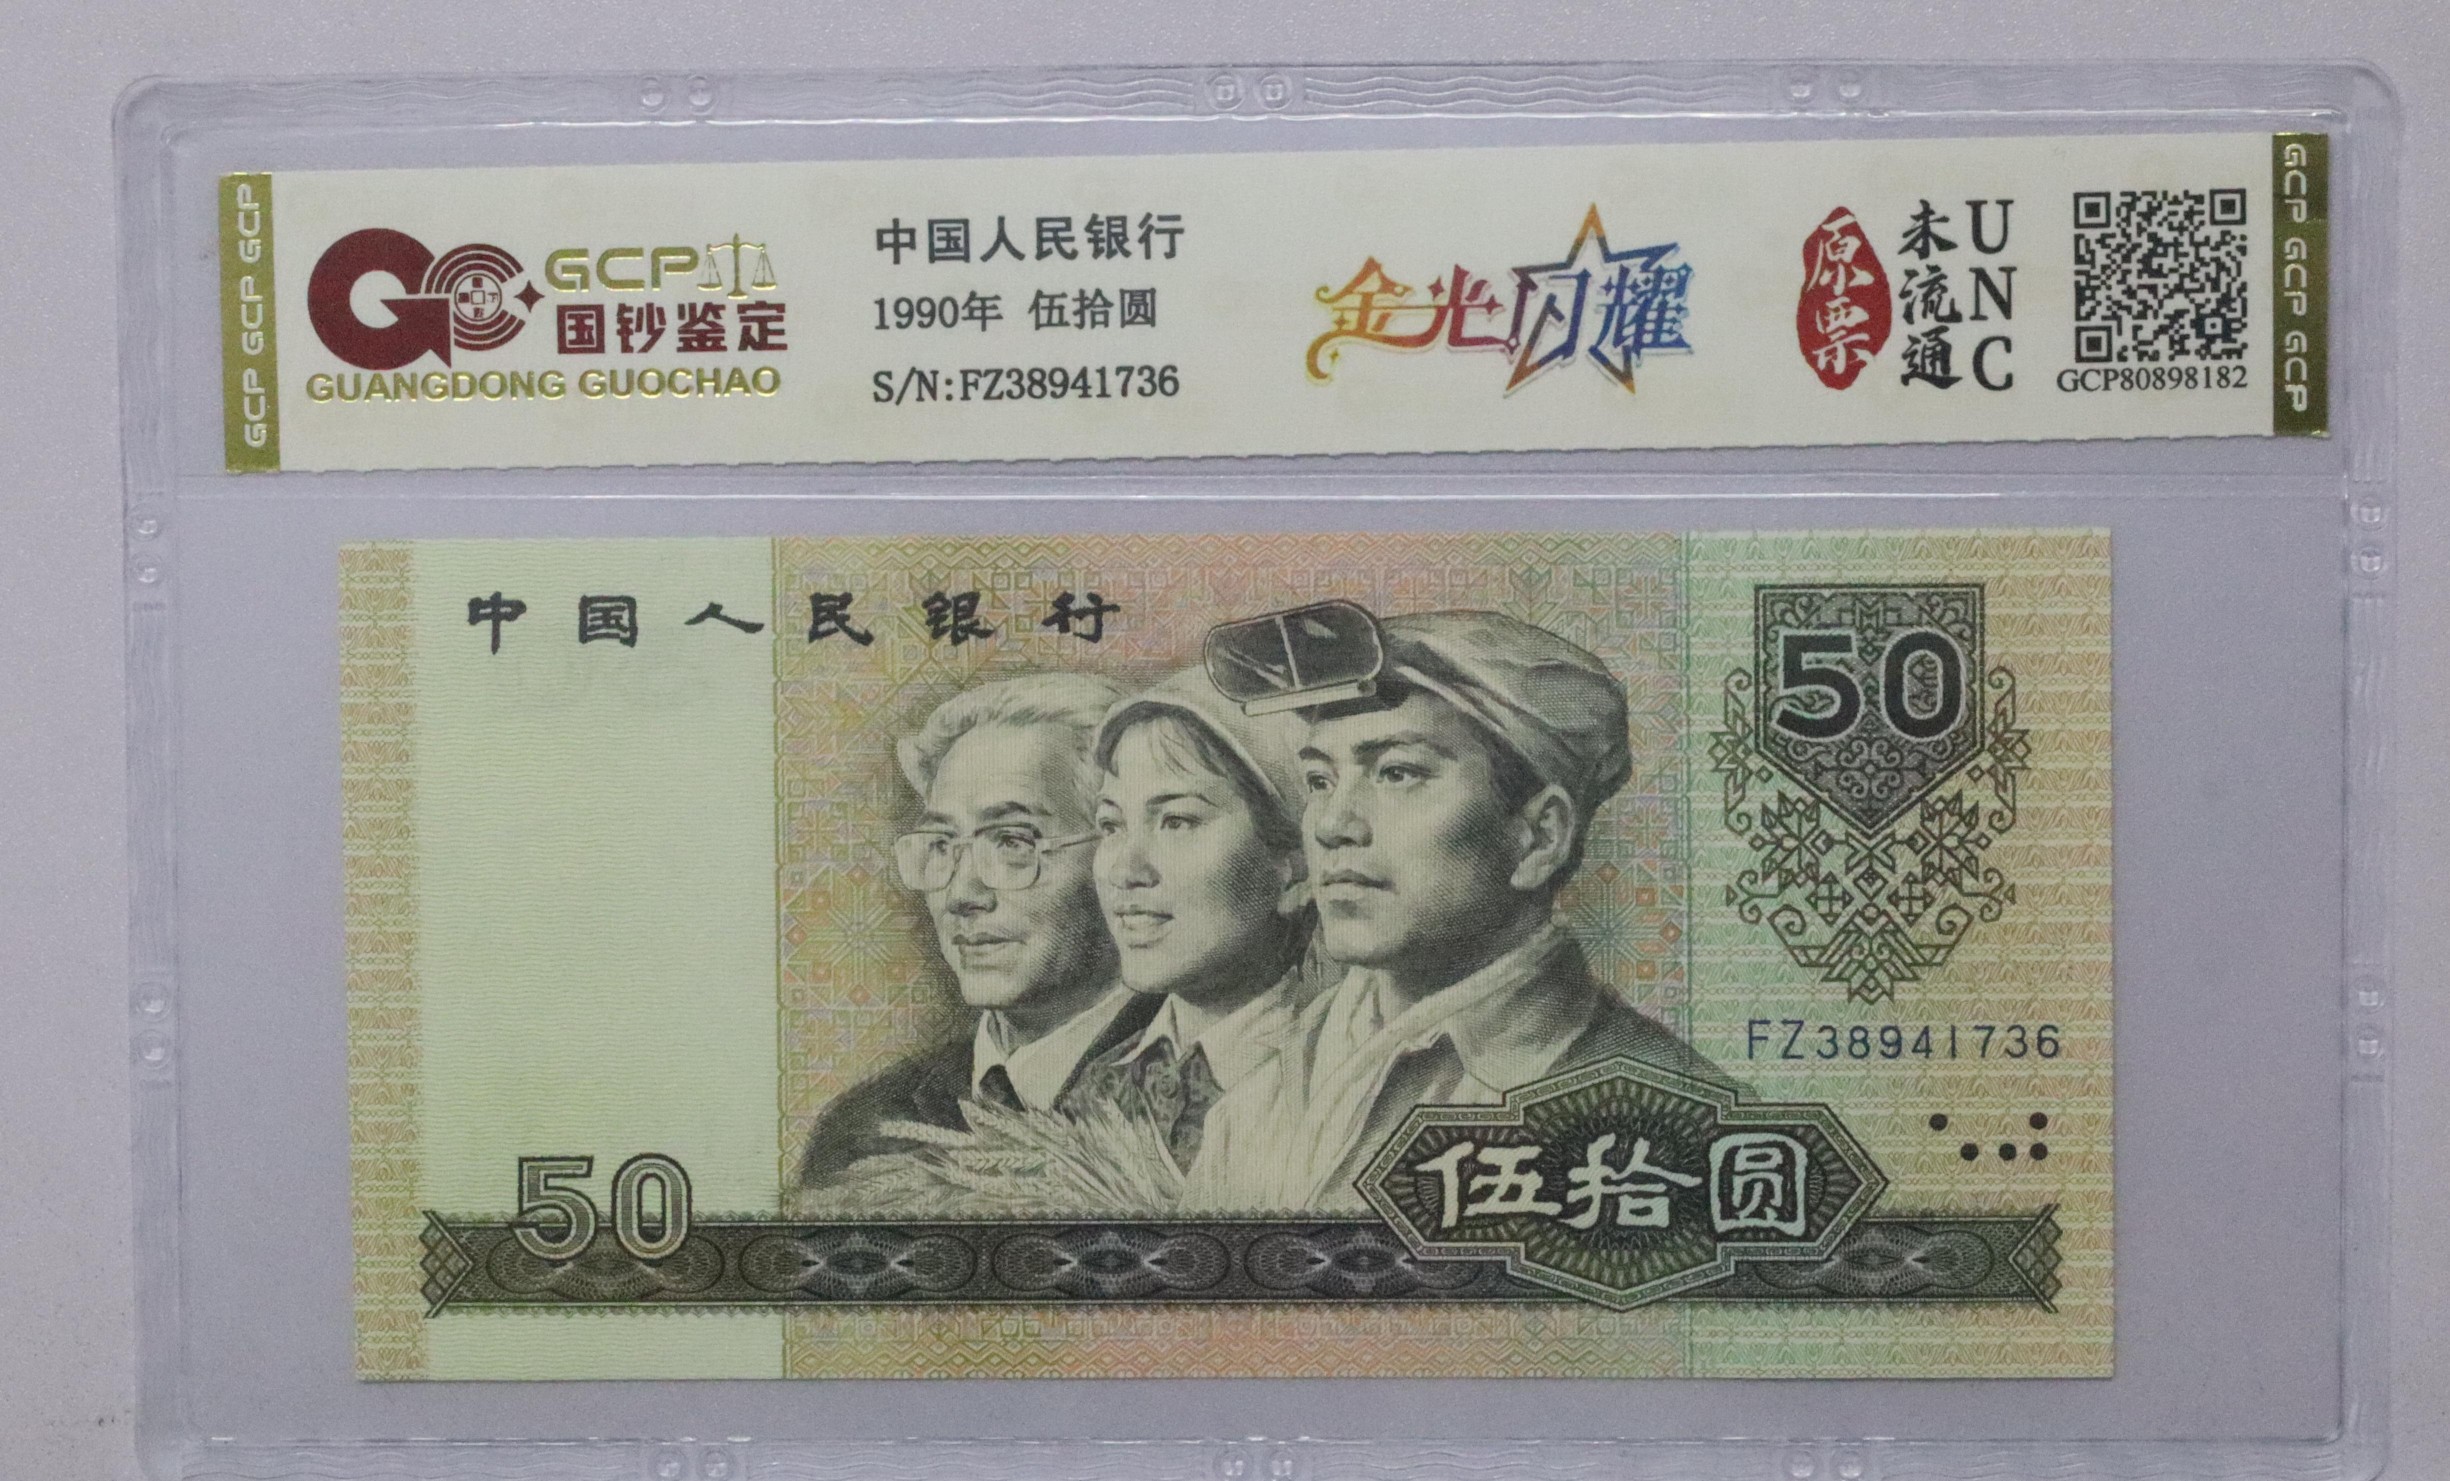 GCP GCP GCP
GCP
国钞鉴定
GUANGDONG GUOCHAO
中国人民银行
1990年 伍拾圆
S/N:FZ38941736
金光闪耀
原票
未流通
UNC
GCP80898182
GCP GCP GCP
中国人民银行
50
FZ38941736
50
伍拾圆